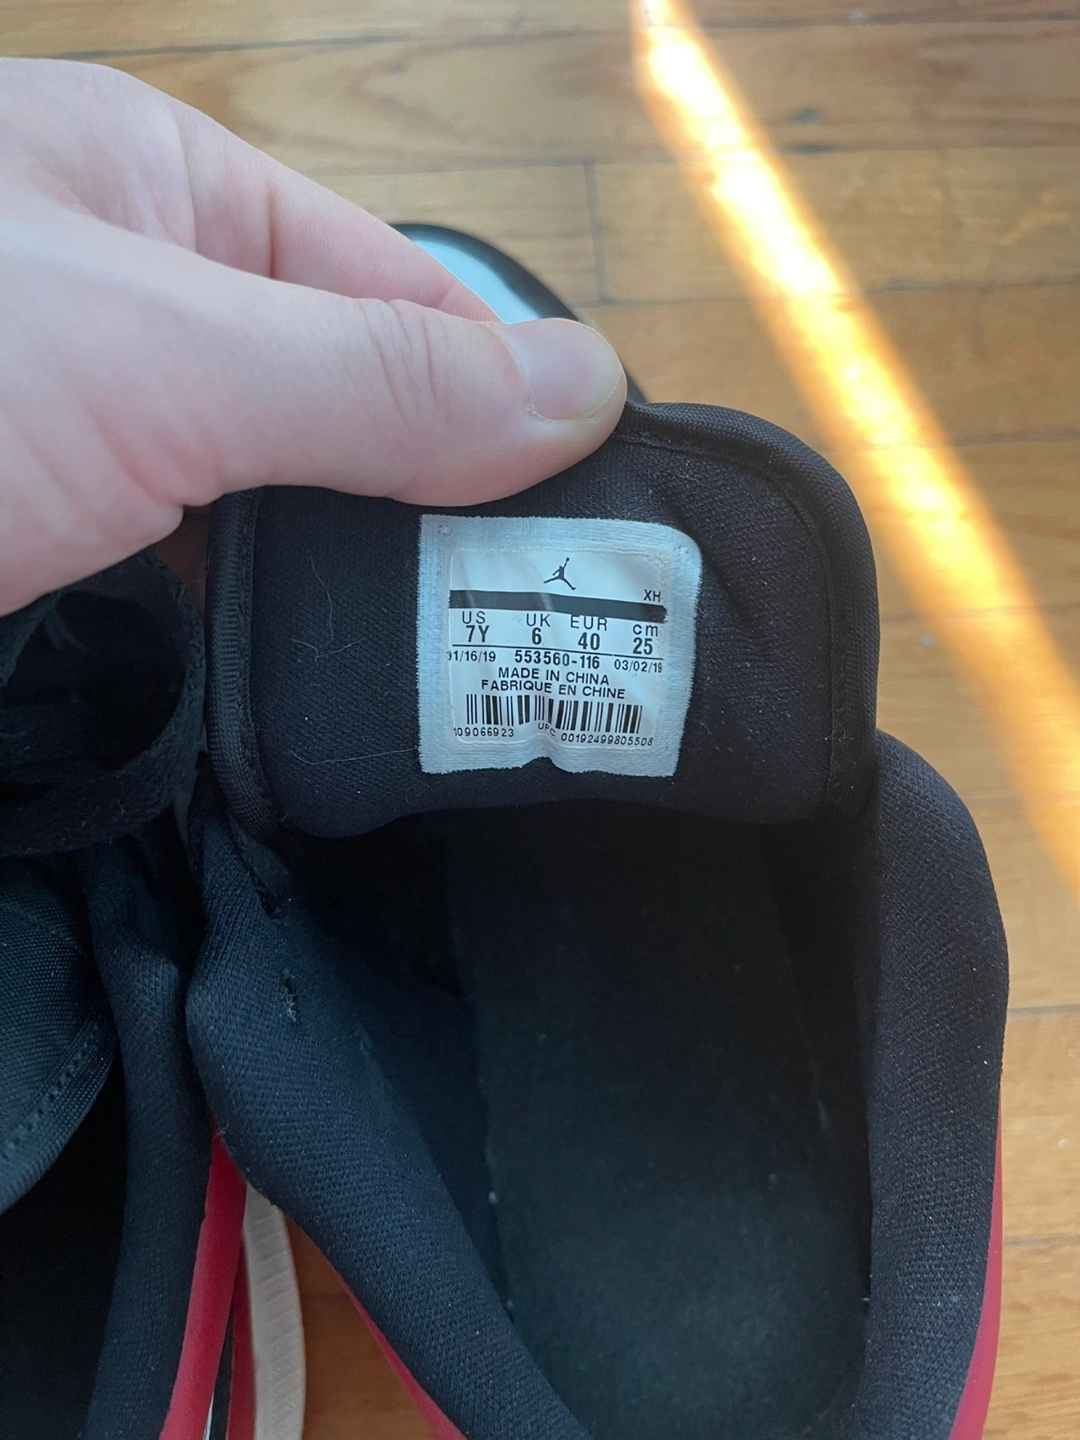 XH
US UK EUR cm
7Y 6 40 25
01/16/19 553560-116 03/02/19
MADE IN CHINA
FABRIQUE EN CHINE
109066923 UPC 00192499805508